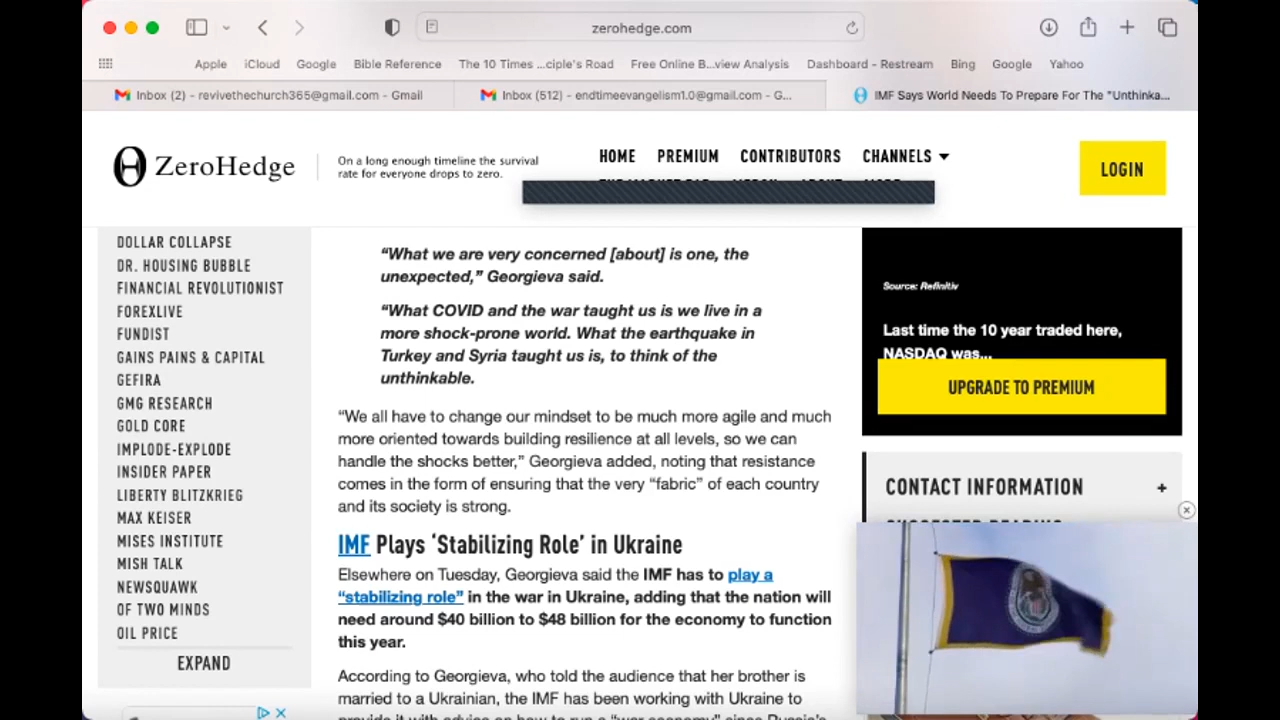 zerohedge.com
Apple iCloud Google Bible Reference The 10 Times ...ciple's Road Free Online B...view Analysis Dashboard - Restream Bing Google Yahoo
Inbox (2) - revivethechurch365@gmail.com - Gmail
Inbox (512) - endtimeevangelism1.0@gmail.com - G...
IMF Says World Needs To Prepare For The "Unthinka...
ZeroHedge
On a long enough timeline the survival
rate for everyone drops to zero.
HOME PREMIUM CONTRIBUTORS CHANNELS
LOGIN
DOLLAR COLLAPSE
DR. HOUSING BUBBLE
FINANCIAL REVOLUTIONIST
FOREXLIVE
FUNDIST
GAINS PAINS & CAPITAL
GEFIRA
GMG RESEARCH
GOLD CORE
IMPLODE-EXPLODE
INSIDER PAPER
LIBERTY BLITZKRIEG
MAX KEISER
MISES INSTITUTE
MISH TALK
NEWSQUAWK
OF TWO MINDS
OIL PRICE
EXPAND
“What we are very concerned [about] is one, the
unexpected,” Georgieva said.
“What COVID and the war taught us is we live in a
more shock-prone world. What the earthquake in
Turkey and Syria taught us is, to think of the
unthinkable.
“We all have to change our mindset to be much more agile and much
more oriented towards building resilience at all levels, so we can
handle the shocks better,” Georgieva added, noting that resistance
comes in the form of ensuring that the very “fabric” of each country
and its society is strong.
IMF Plays ‘Stabilizing Role’ in Ukraine
Elsewhere on Tuesday, Georgieva said the IMF has to play a
“stabilizing role” in the war in Ukraine, adding that the nation will
need around $40 billion to $48 billion for the economy to function
this year.
According to Georgieva, who told the audience that her brother is
married to a Ukrainian, the IMF has been working with Ukraine to
Source: Refinitiv
Last time the 10 year traded here,
NASDAQ was...
UPGRADE TO PREMIUM
CONTACT INFORMATION +